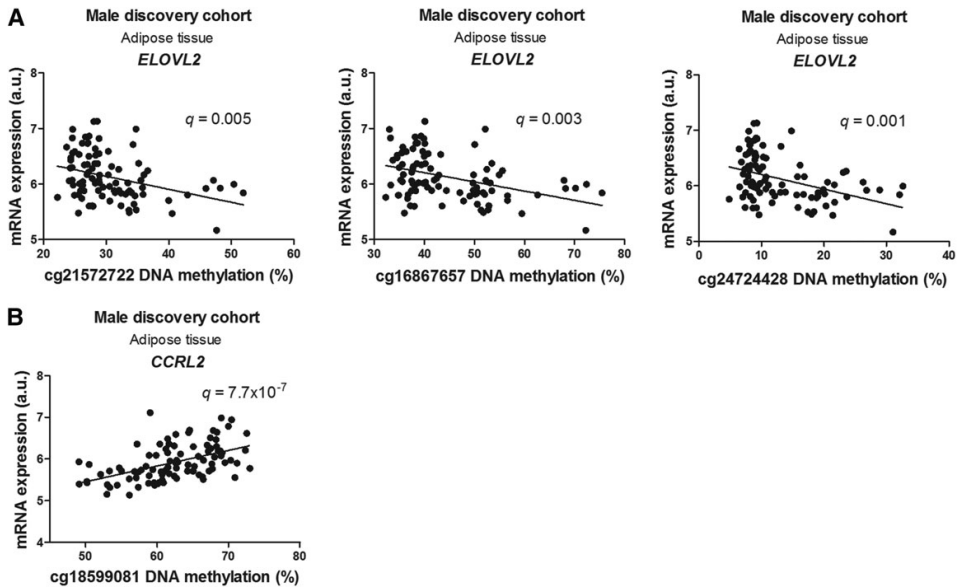 A
Male discovery cohort
Adipose tissue
ELOVL2
q = 0.005
mRNA expression (a.u.)
8
7
6
5
20
30
40
50
60
cg21572722 DNA methylation (%)
Male discovery cohort
Adipose tissue
ELOVL2
q = 0.003
mRNA expression (a.u.)
8
7
6
5
30
40
50
60
70
80
cg16867657 DNA methylation (%)
Male discovery cohort
Adipose tissue
ELOVL2
q = 0.001
mRNA expression (a.u.)
8
7
6
5
0
10
20
30
40
cg24724428 DNA methylation (%)
B
Male discovery cohort
Adipose tissue
CCRL2
q = 7.7x10-7
mRNA expression (a.u.)
8
7
6
5
4
50
60
70
80
cg18599081 DNA methylation (%)